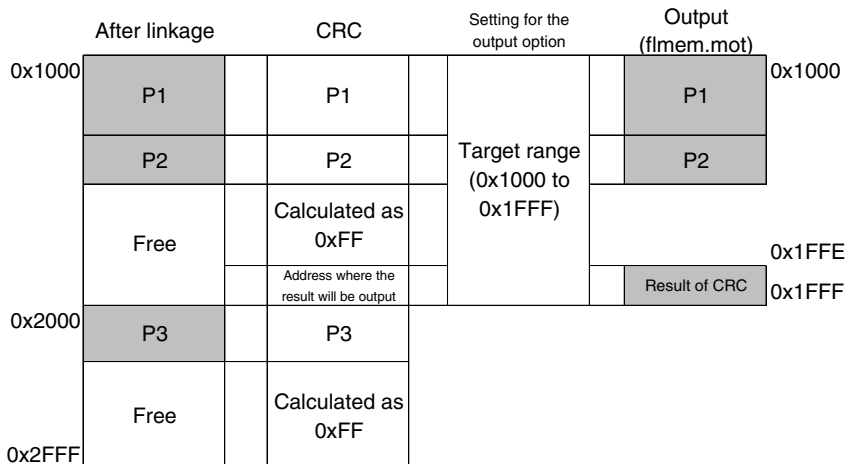 After linkage
CRC
Setting for the
output option
Output
(flmem.mot)
0x1000
P1
P1
Target range
(0x1000 to
0x1FFF)
P1
0x1000
P2
P2
P2
Free
Calculated as
0xFF
0x1FFE
Address where the
result will be output
Result of CRC
0x1FFF
0x2000
P3
P3
Free
Calculated as
0xFF
0x2FFF